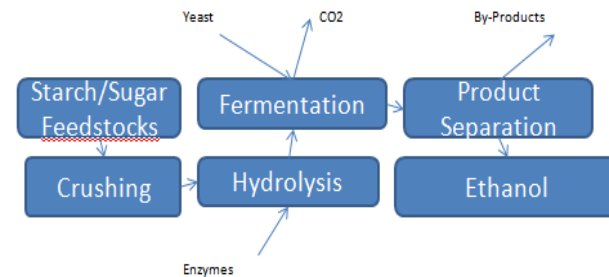 Yeast
CO2
By-Products
Starch/Sugar
Feedstocks
Fermentation
Product
Separation
Crushing
Hydrolysis
Ethanol
Enzymes